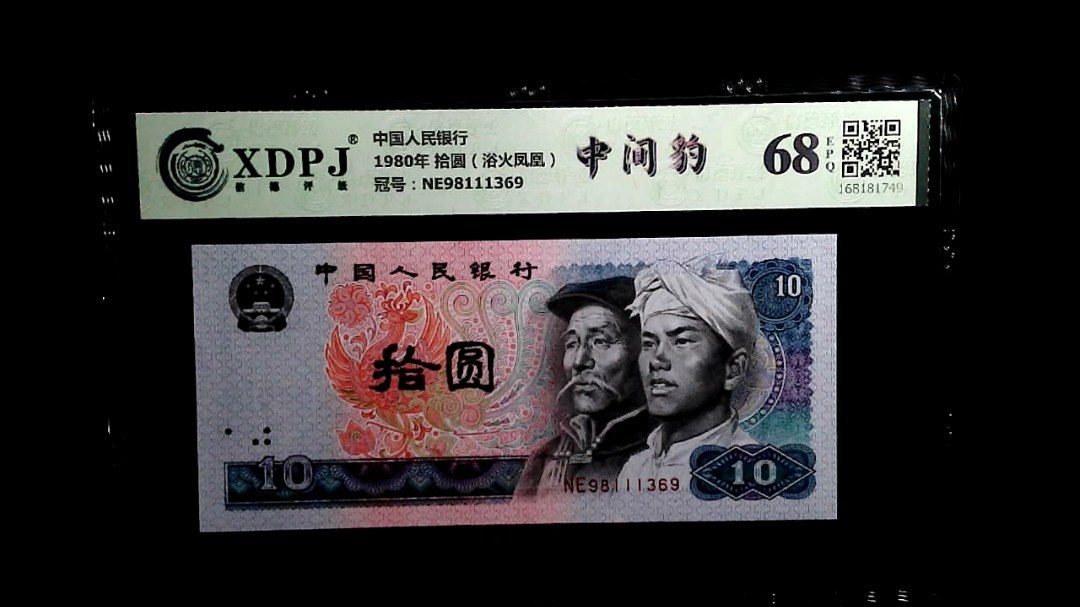 XDPJ®
信德评级
中国人民银行
1980年 拾圆（浴火凤凰）
冠号：NE98111369
中间豹
68
EPQ
168181749
中国人民银行
10
拾圆
10
NE98111369
10